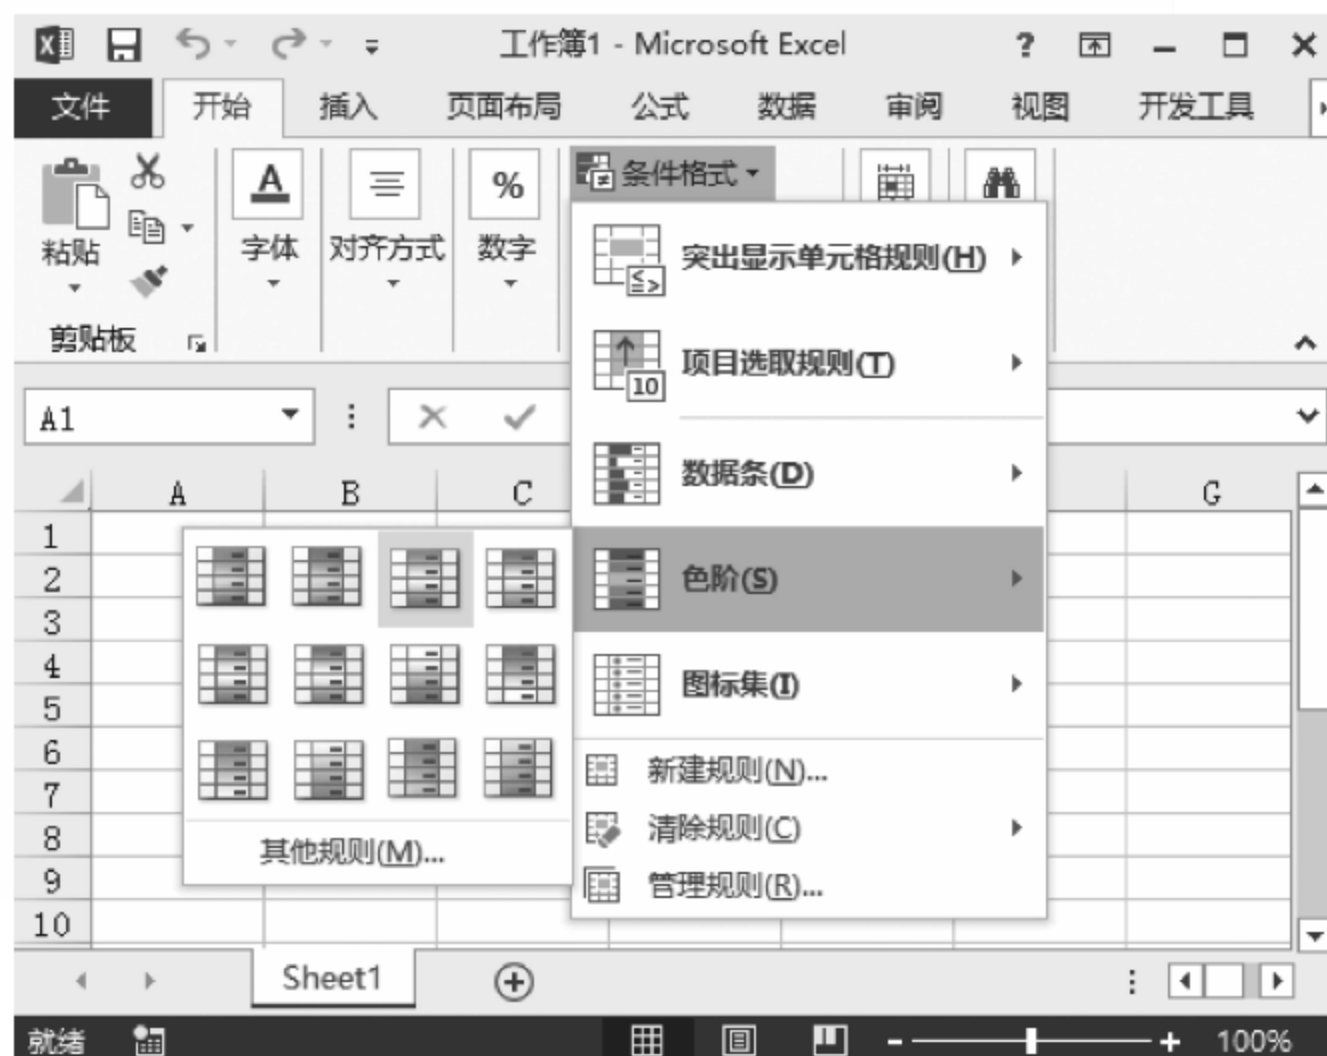 工作簿1 - Microsoft Excel
文件 开始 插入 页面布局 公式 数据 审阅 视图 开发工具
粘贴
剪贴板
字体
对齐方式
%
数字
条件格式
突出显示单元格规则(H)
10
项目选取规则(T)
数据条(D)
色阶(S)
图标集(I)
新建规则(N)...
清除规则(C)
管理规则(R)...
其他规则(M)...
A1
A B C G
1
2
3
4
5
6
7
8
9
10
Sheet1
就绪 100%